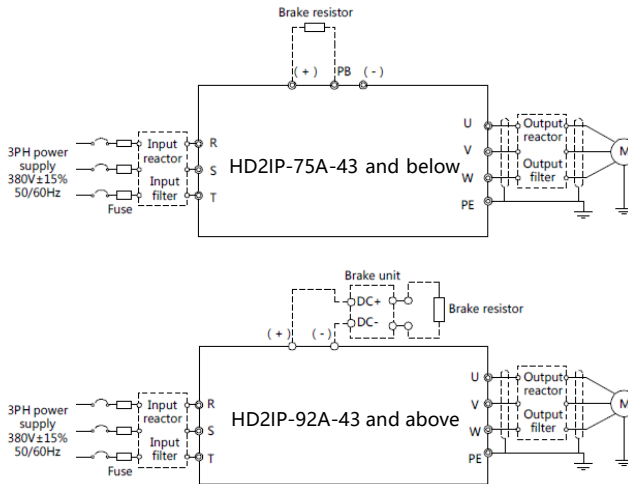 Brake resistor
(+) PB (-)
3PH power
supply
380V±15%
50/60Hz
Fuse
Input
reactor
Input
filter
R
S
T
HD2IP-75A-43 and below
U
V
W
PE
Output
reactor
Output
filter
M
Brake unit
DC+
DC-
Brake resistor
(+) (-)
3PH power
supply
380V±15%
50/60Hz
Fuse
Input
reactor
Input
filter
R
S
T
HD2IP-92A-43 and above
U
V
W
PE
Output
reactor
Output
filter
M